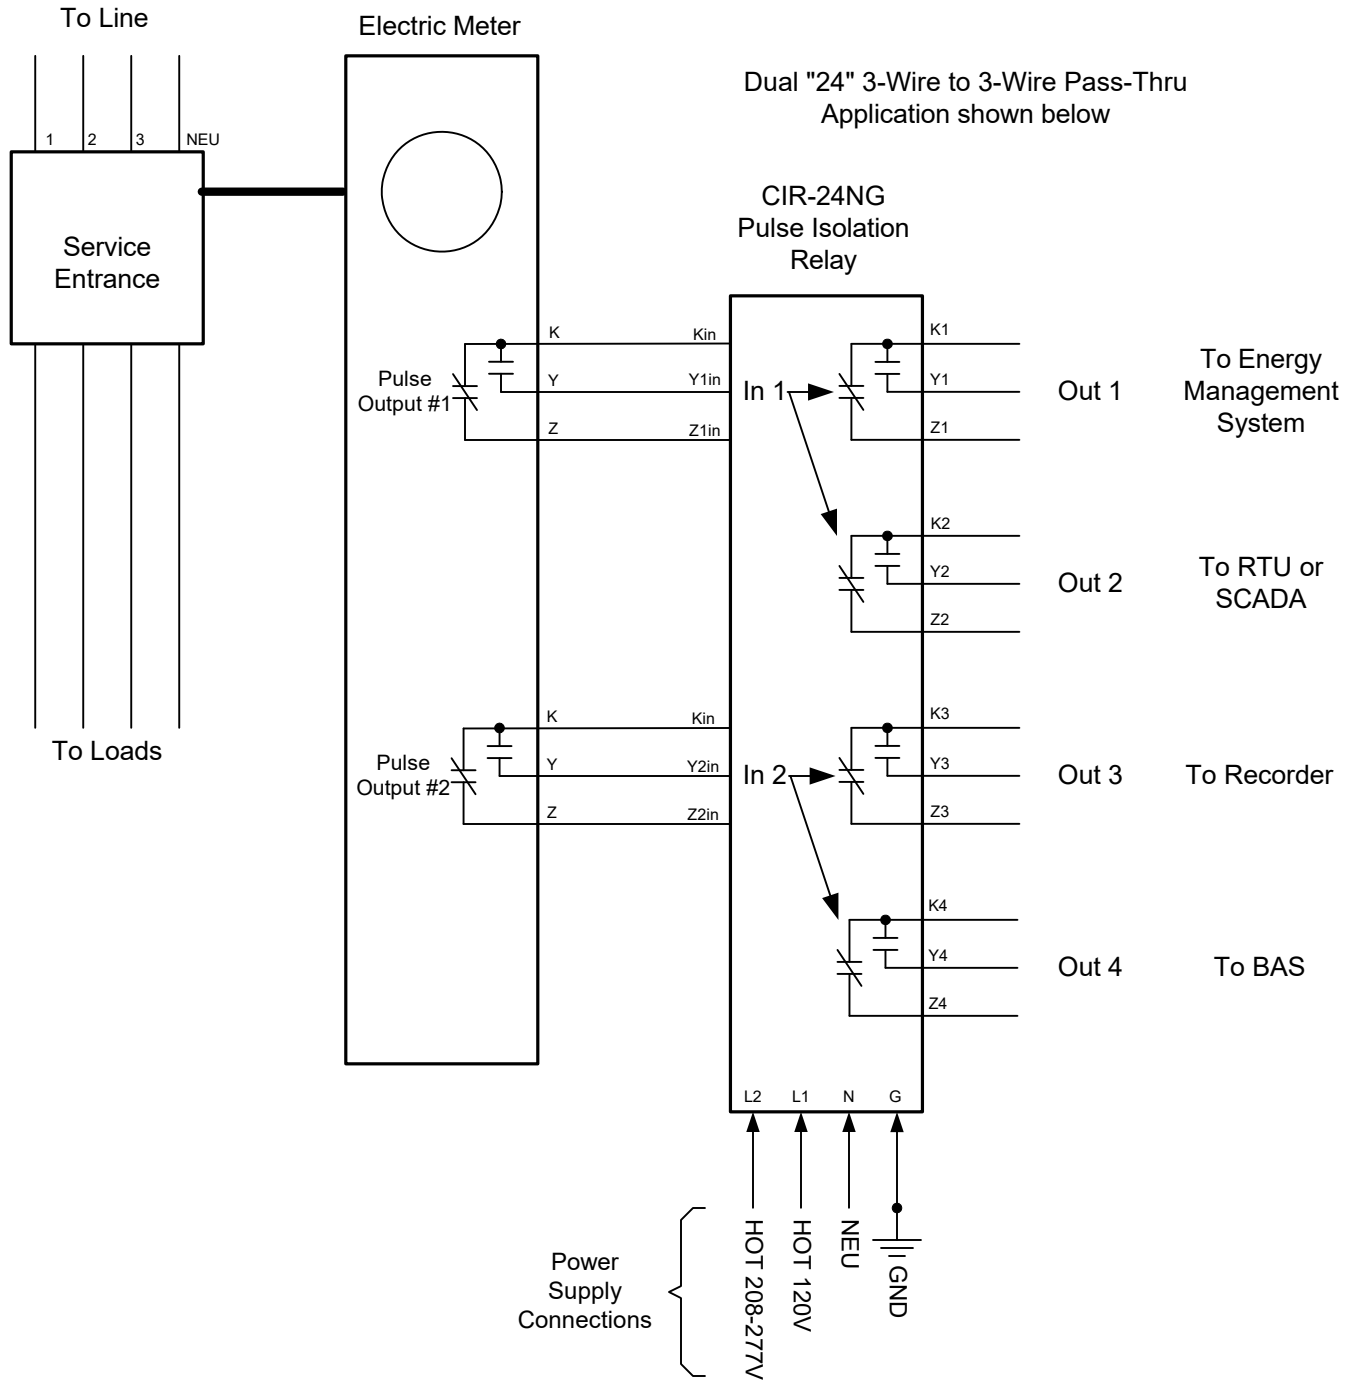 To Line
Electric Meter
Dual "24" 3-Wire to 3-Wire Pass-Thru
Application shown below
1
2
3
NEU
Service
Entrance
To Loads
CIR-24NG
Pulse Isolation
Relay
Pulse
Output #1
K
Y
Z
Kin
Y1in
Z1in
In 1
K1
Y1
Z1
Out 1
To Energy
Management
System
K2
Y2
Z2
Out 2
To RTU or
SCADA
Pulse
Output #2
K
Y
Z
Kin
Y2in
Z2in
In 2
K3
Y3
Z3
Out 3
To Recorder
K4
Y4
Z4
Out 4
To BAS
L2
L1
N
G
Power
Supply
Connections
HOT 208-277V
HOT 120V
NEU
GND